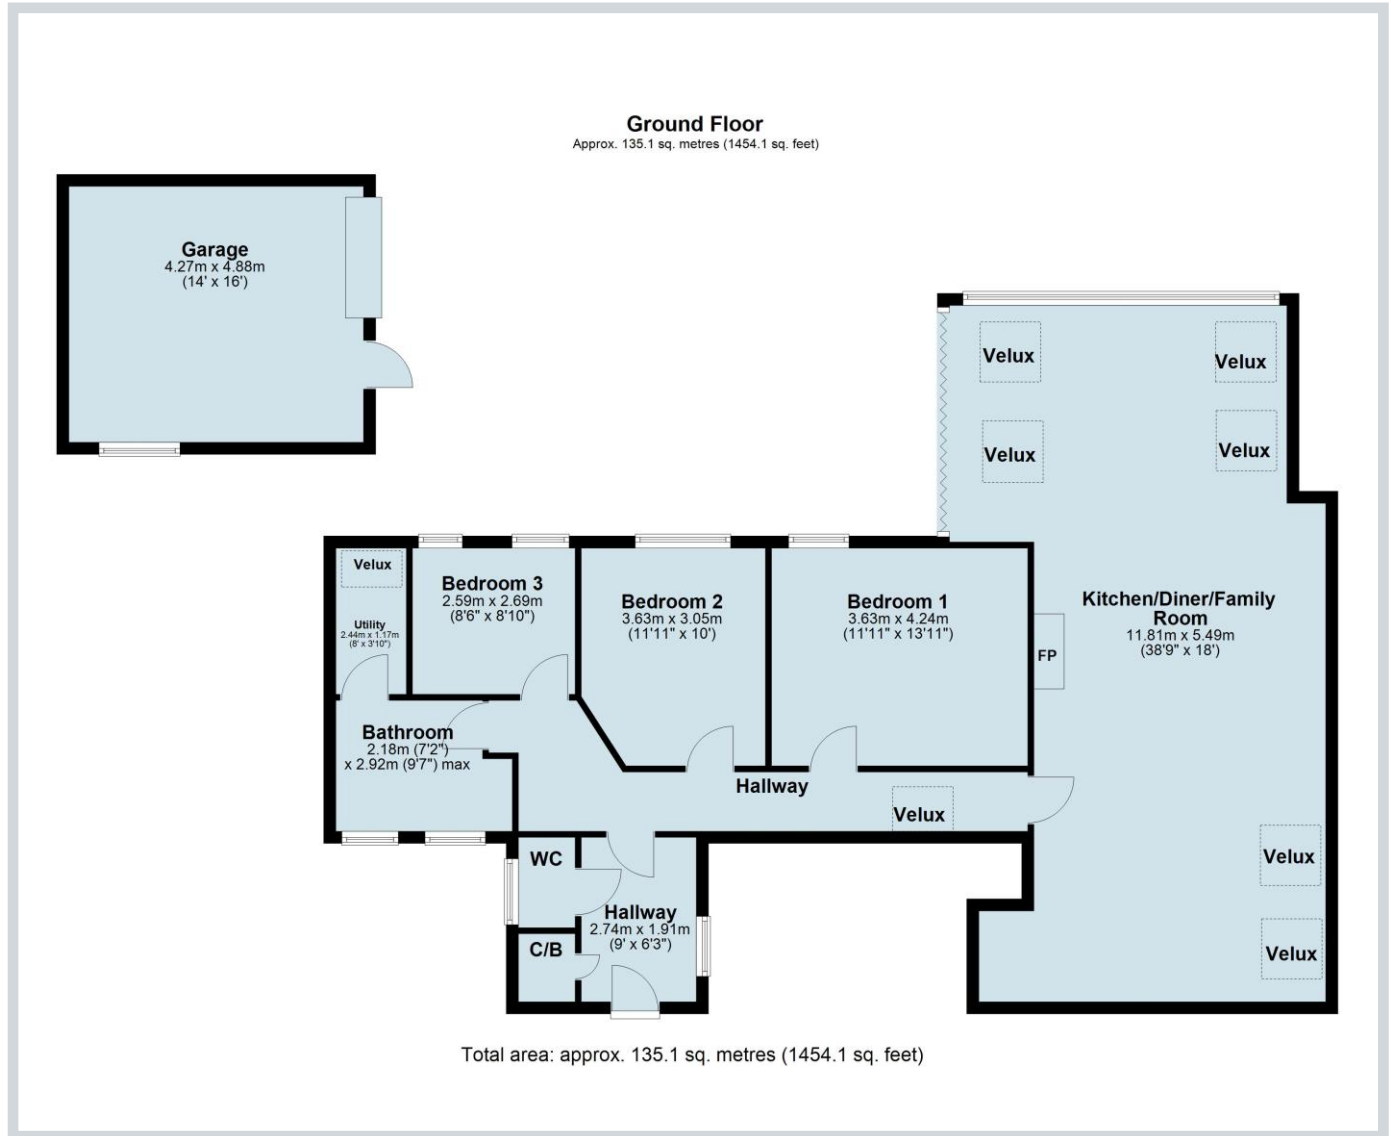 Ground Floor
Approx. 135.1 sq. metres (1454.1 sq. feet)
Garage
4.27m x 4.88m
(14' x 16')
Velux
Velux
Velux
Velux
Velux
Utility
2.44m x 1.17m
(8' x 3'10")
Bedroom 3
2.59m x 2.69m
(8'6" x 8'10")
Bedroom 2
3.63m x 3.05m
(11'11" x 10')
Bedroom 1
3.63m x 4.24m
(11'11" x 13'11")
Kitchen/Diner/Family
Room
11.81m x 5.49m
(38'9" x 18')
FP
Bathroom
2.18m (7'2")
x 2.92m (9'7") max
Hallway
Velux
Velux
WC
Hallway
2.74m x 1.91m
(9' x 6'3")
C/B
Velux
Total area: approx. 135.1 sq. metres (1454.1 sq. feet)